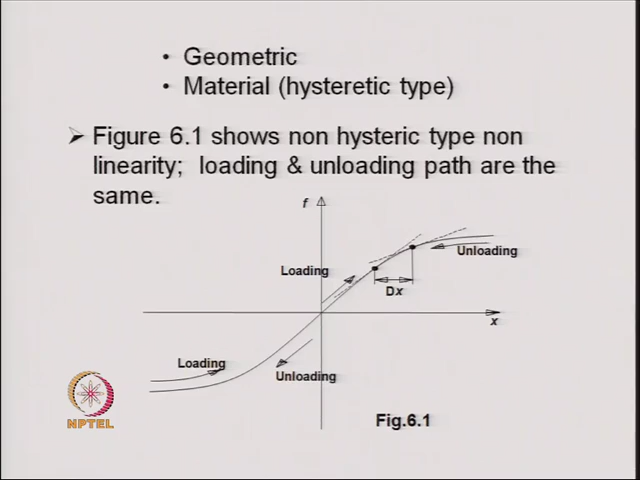 • Geometric
• Material (hysteretic type)
➢ Figure 6.1 shows non hysteric type non
linearity; loading & unloading path are the
same.
f
Unloading
Loading
Dx
x
Loading
Unloading
Fig.6.1
NPTEL